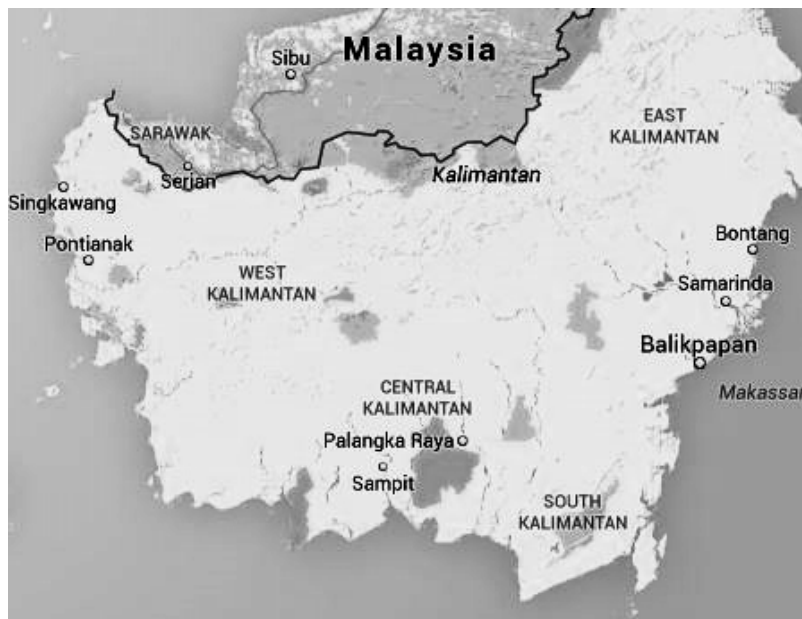 Malaysia
Sibu
EAST
KALIMANTAN
SARAWAK
Serian
Kalimantan
Singkawang
Pontianak
Bontang
WEST
KALIMANTAN
Samarinda
Balikpapan
CENTRAL
KALIMANTAN
Makassar
Palangka Raya
Sampit
SOUTH
KALIMANTAN